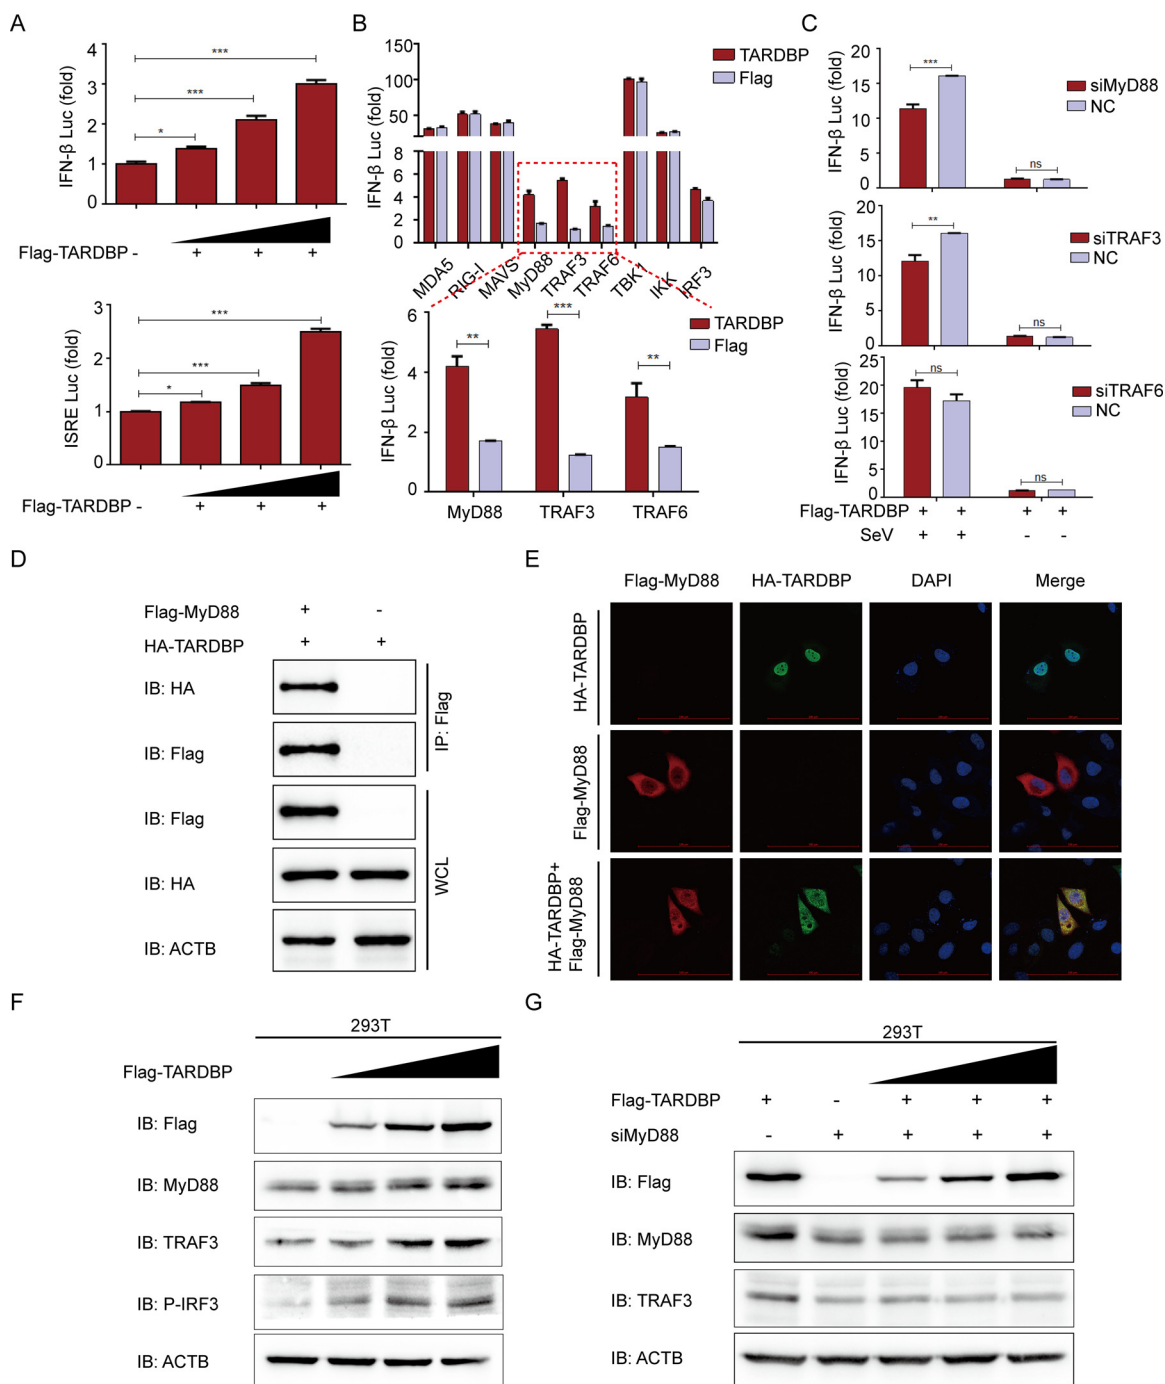 A
IFN-β Luc (fold)
4
3
2
1
0
***
***
*
Flag-TARDBP - + + +
ISRE Luc (fold)
3
2
1
0
***
***
*
Flag-TARDBP - + + +
B
IFN-β Luc (fold)
150
100
50
8
6
4
2
0
TARDBP
Flag
MDA5 RIG-I MAVS MyD88 TRAF3 TRAF6 TBK1 IKK IRF3
IFN-β Luc (fold)
6
4
2
0
** *** **
TARDBP
Flag
MyD88 TRAF3 TRAF6
C
IFN-β Luc (fold)
20
15
10
5
0
***
ns
siMyD88
NC
IFN-β Luc (fold)
20
15
10
5
0
**
ns
siTRAF3
NC
IFN-β Luc (fold)
25
20
15
10
5
0
ns
ns
siTRAF6
NC
Flag-TARDBP + + + +
SeV + + - -
D
Flag-MyD88 + -
HA-TARDBP + +
IB: HA
IB: Flag
IP: Flag
IB: Flag
IB: HA
IB: ACTB
WCL
E
Flag-MyD88 HA-TARDBP DAPI Merge
HA-TARDBP
Flag-MyD88
HA-TARDBP+
Flag-MyD88
F
293T
Flag-TARDBP
IB: Flag
IB: MyD88
IB: TRAF3
IB: P-IRF3
IB: ACTB
G
293T
Flag-TARDBP + - + + +
siMyD88 - + + + +
IB: Flag
IB: MyD88
IB: TRAF3
IB: ACTB